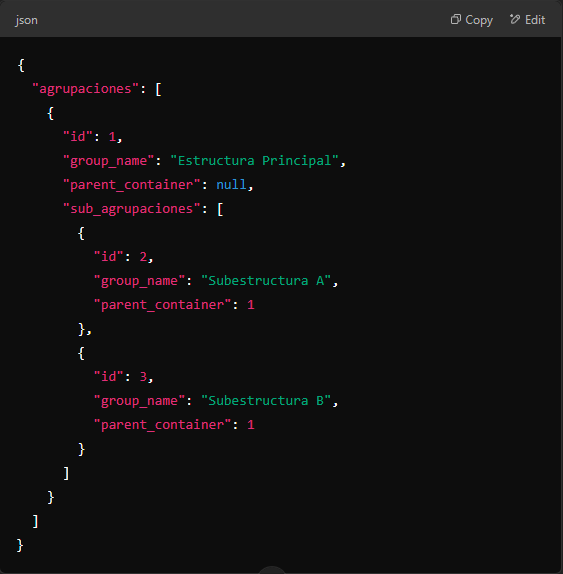 json Copy Edit
{
"agrupaciones": [
{
"id": 1,
"group_name": "Estructura Principal",
"parent_container": null,
"sub_agrupaciones": [
{
"id": 2,
"group_name": "Subestructura A",
"parent_container": 1
},
{
"id": 3,
"group_name": "Subestructura B",
"parent_container": 1
}
]
}
]
}